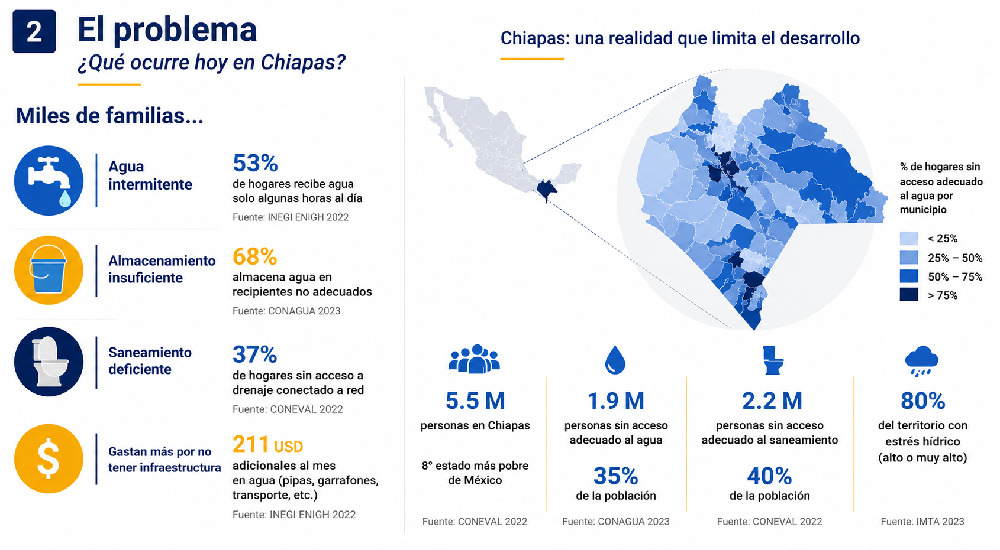 2
El problema
¿Qué ocurre hoy en Chiapas?
Miles de familias...
Agua
intermitente
53%
de hogares recibe agua
solo algunas horas al día
Fuente: INEGI ENIGH 2022
Almacenamiento
insuficiente
68%
almacena agua en
recipientes no adecuados
Fuente: CONAGUA 2023
Saneamiento
deficiente
37%
de hogares sin acceso a
drenaje conectado a red
Fuente: CONEVAL 2022
$
Gastan más por no
tener infraestructura
211 USD
adicionales al mes
en agua (pipas, garrafones,
transporte, etc.)
Fuente: INEGI ENIGH 2022
Chiapas: una realidad que limita el desarrollo
% de hogares sin
acceso adecuado
al agua por
municipio
< 25%
25% – 50%
50% – 75%
> 75%
5.5 M
personas en Chiapas
8° estado más pobre
de México
Fuente: CONEVAL 2022
1.9 M
personas sin acceso
adecuado al agua
35%
de la población
Fuente: CONAGUA 2023
2.2 M
personas sin acceso
adecuado al saneamiento
40%
de la población
Fuente: CONEVAL 2022
80%
del territorio con
estrés hídrico
(alto o muy alto)
Fuente: IMTA 2023